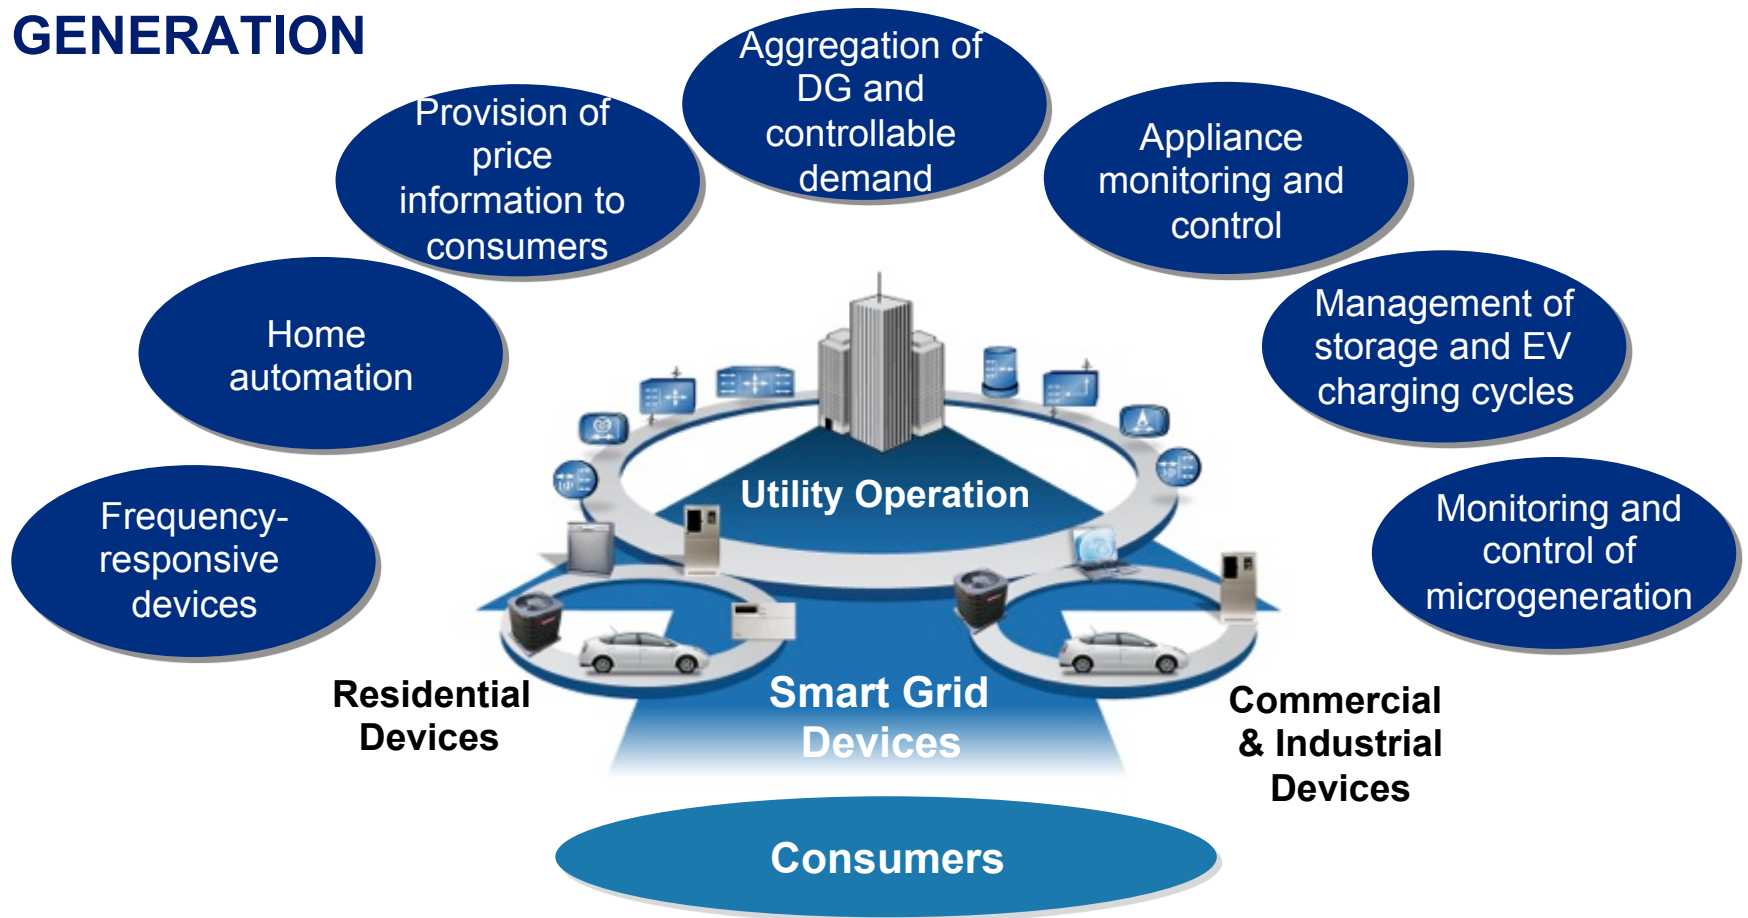 GENERATION
Aggregation of
DG and
controllable
demand
Provision of
price
information to
consumers
Appliance
monitoring and
control
Home
automation
Management of
storage and EV
charging cycles
Frequency-
responsive
devices
Utility Operation
Monitoring and
control of
microgeneration
Residential
Devices
Smart Grid
Devices
Commercial
& Industrial
Devices
Consumers